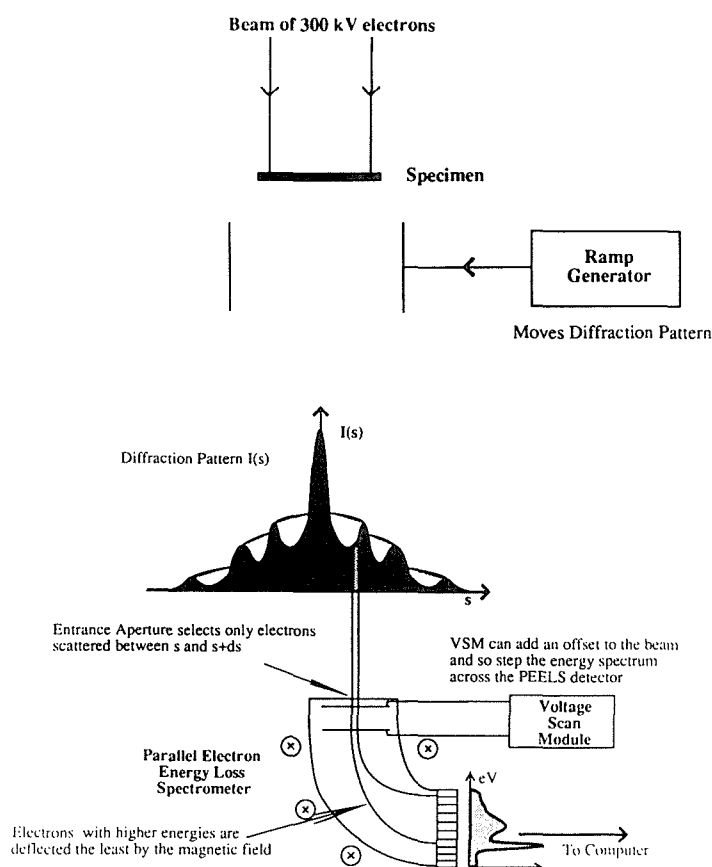 Beam of 300 kV electrons
Specimen
Ramp
Generator
Moves Diffraction Pattern
I(s)
Diffraction Pattern I(s)
s
Entrance Aperture selects only electrons
scattered between s and s+ds
VSM can add an offset to the beam
and so step the energy spectrum
across the PEELS detector
Voltage
Scan
Module
Parallel Electron
Energy Loss
Spectrometer
eV
Electrons with higher energies are
deflected the least by the magnetic field
To Computer